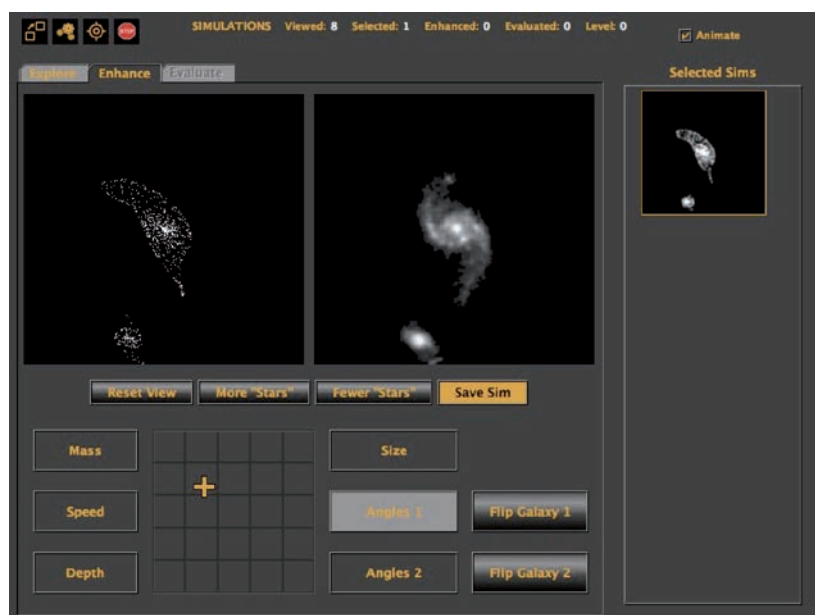 STOP
SIMULATIONS Viewed: 8 Selected: 1 Enhanced: 0 Evaluated: 0 Level: 0
Animate
Explore Enhance Evaluate
Selected Sims
Reset View More "Stars" Fewer "Stars" Save Sim
Mass
Size
Speed
Angles 1
Flip Galaxy 1
Depth
Angles 2
Flip Galaxy 2